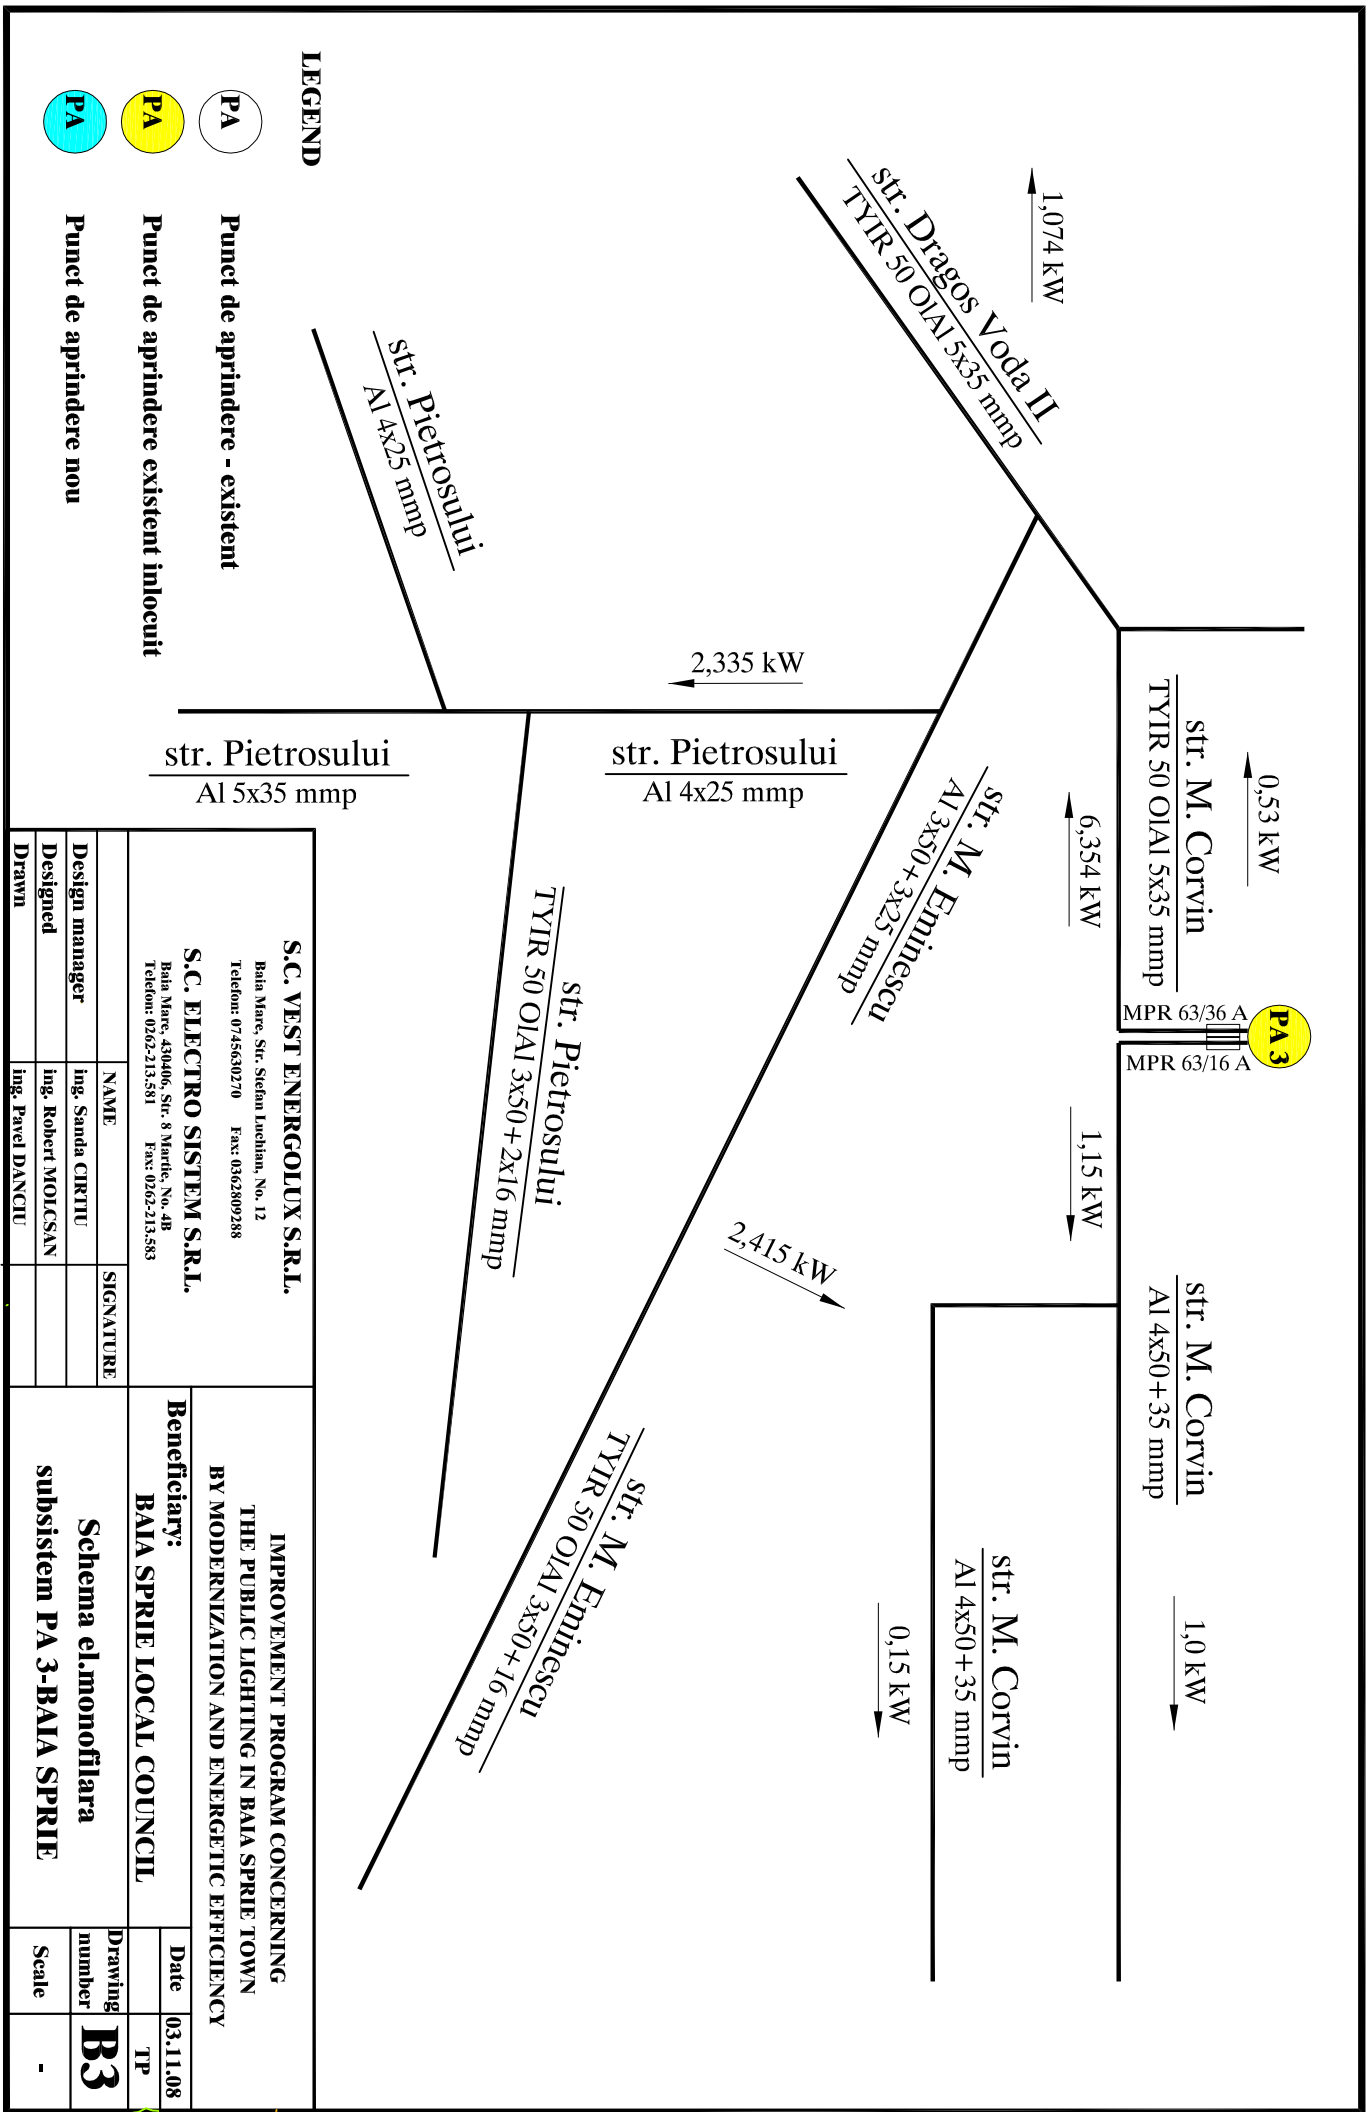 LEGEND
PA
Punct de aprindere - existent
PA
Punct de aprindere existent inlocuit
PA
Punct de aprindere nou
1,074 kW
str. Dragos Voda II
TYIR 50 OlAl 5x35 mmp
0,53 kW
str. M. Corvin
TYIR 50 OlAl 5x35 mmp
6,354 kW
MPR 63/36 A
PA 3
MPR 63/16 A
1,15 kW
str. M. Corvin
Al 4x50+35 mmp
1,0 kW
str. M. Corvin
Al 4x50+35 mmp
0,15 kW
str. M. Eminescu
Al 3x50+3x25 mmp
2,415 kW
str. M. Eminescu
TYIR 50 OlAl 3x50+16 mmp
2,335 kW
str. Pietrosului
Al 4x25 mmp
str. Pietrosului
Al 4x25 mmp
str. Pietrosului
Al 5x35 mmp
str. Pietrosului
TYIR 50 OlAl 3x50+2x16 mmp
S.C. VEST ENERGOLUX S.R.L.
Baia Mare, Str. Stefan Luchian, No. 12
Telefon: 0745630270 Fax: 0362809288
S.C. ELECTRO SISTEM S.R.L.
Baia Mare, 430406, Str. 8 Martie, No. 4B
Telefon: 0262-213.581 Fax: 0262-213.583
NAME SIGNATURE
Design manager ing. Sanda CIRTIU
Designed ing. Robert MOLCSAN
Drawn ing. Pavel DANCIU
IMPROVEMENT PROGRAM CONCERNING
THE PUBLIC LIGHTING IN BAIA SPRIE TOWN
BY MODERNIZATION AND ENERGETIC EFFICIENCY
Beneficiary:
BAIA SPRIE LOCAL COUNCIL
Schema el.monofilara
subsistem PA 3-BAIA SPRIE
Date 03.11.08
TP
Drawing
number B3
Scale -